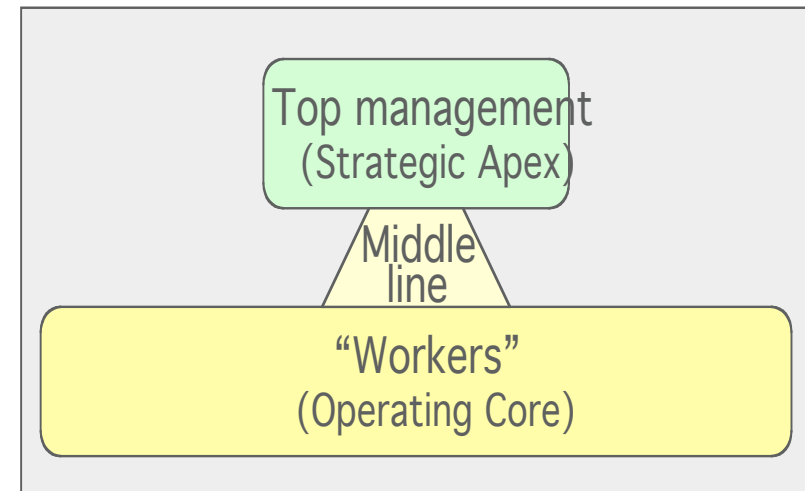 Top management
(Strategic Apex)
Middle
line
“Workers”
(Operating Core)